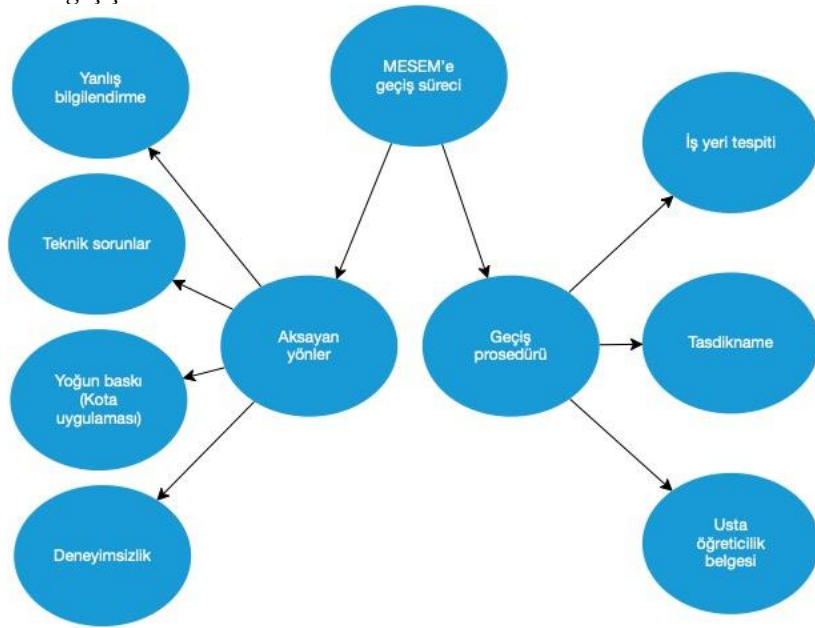 MESEM'e
geçiş süreci
Yanlış
bilgilendirme
İş yeri tespiti
Teknik sorunlar
Aksayan
yönler
Geçiş
prosedürü
Tasdikname
Yoğun baskı
(Kota
uygulaması)
Deneyimsizlik
Usta
öğreticilik
belgesi